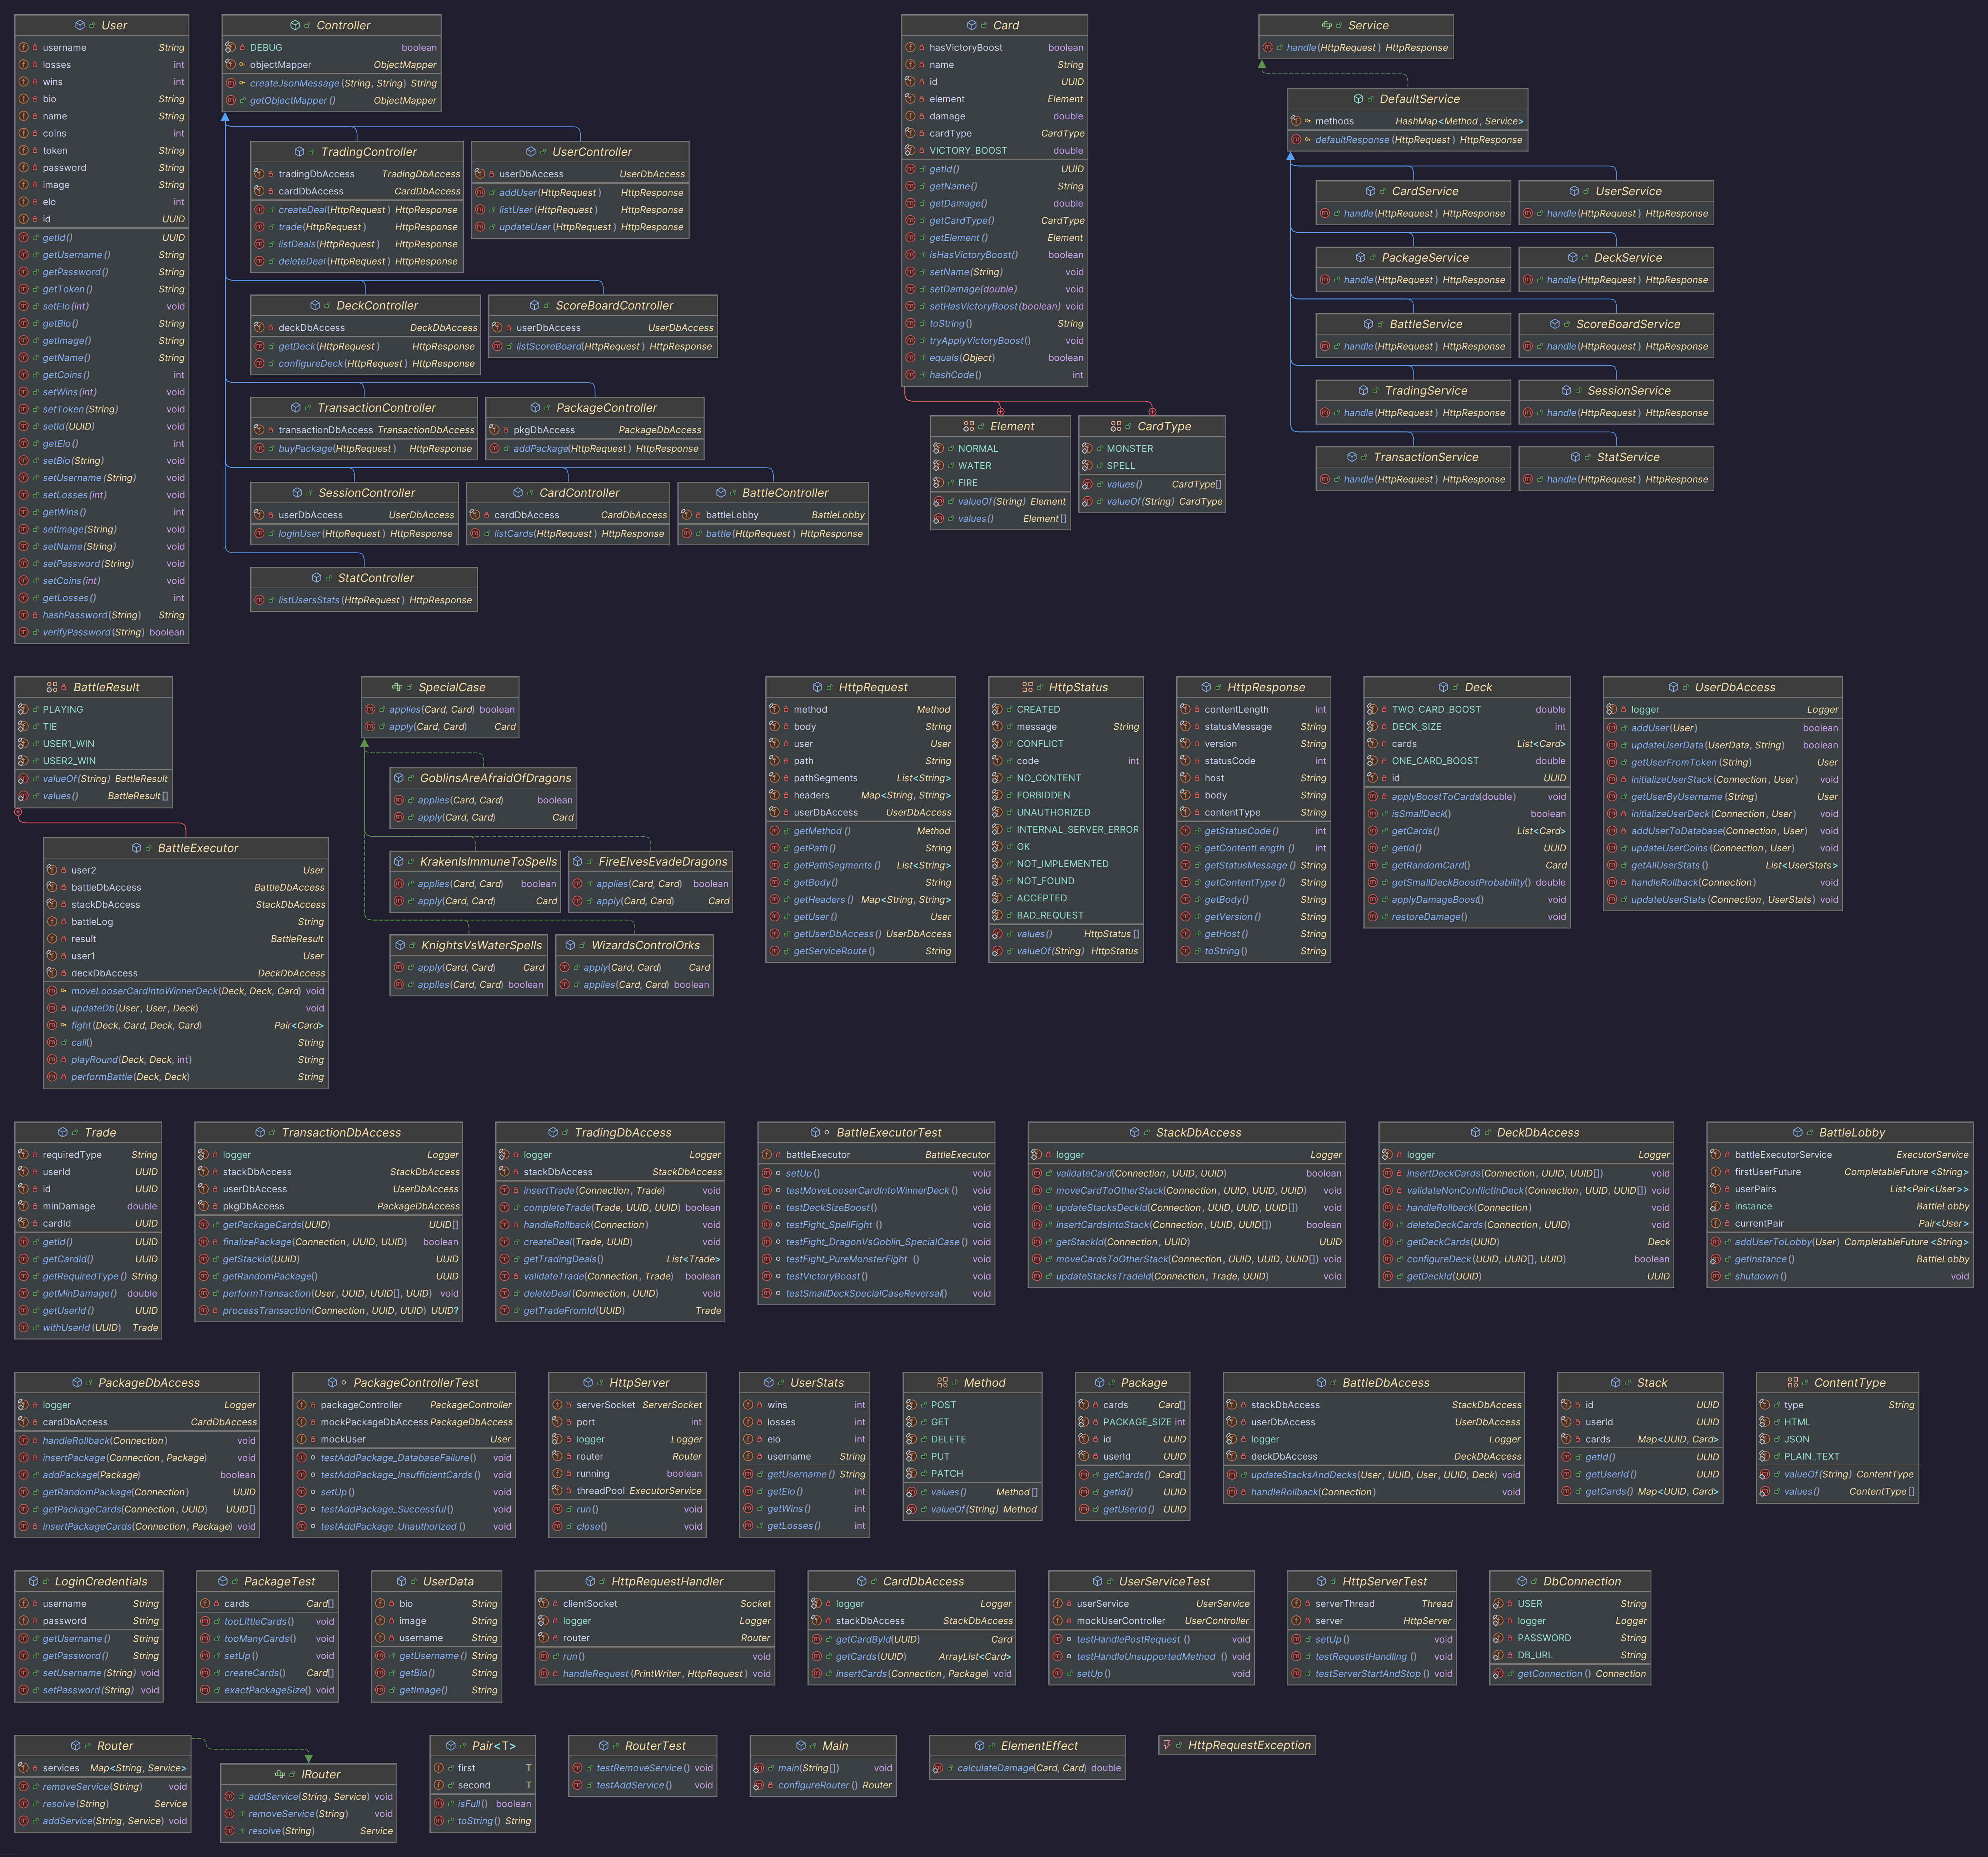 User
username String
losses int
wins int
bio String
name String
coins int
token String
password String
image String
elo int
id UUID
getId() UUID
getUsername() String
getPassword() String
getToken() String
setElo(int) void
getBio() String
getImage() String
getName() String
getCoins() int
setWins(int) void
setToken(String) void
setId(UUID) void
getElo() int
setBio(String) void
setUsername(String) void
setLosses(int) void
getWins() int
setImage(String) void
setName(String) void
setPassword(String) void
setCoins(int) void
getLosses() int
hashPassword(String) String
verifyPassword(String) boolean
Controller
DEBUG boolean
objectMapper ObjectMapper
createJsonMessage(String, String) String
getObjectMapper() ObjectMapper
TradingController
tradingDbAccess TradingDbAccess
cardDbAccess CardDbAccess
createDeal(HttpRequest) HttpResponse
trade(HttpRequest) HttpResponse
listDeals(HttpRequest) HttpResponse
deleteDeal(HttpRequest) HttpResponse
UserController
userDbAccess UserDbAccess
addUser(HttpRequest) HttpResponse
listUser(HttpRequest) HttpResponse
updateUser(HttpRequest) HttpResponse
DeckController
deckDbAccess DeckDbAccess
getDeck(HttpRequest) HttpResponse
configureDeck(HttpRequest) HttpResponse
ScoreBoardController
userDbAccess UserDbAccess
listScoreBoard(HttpRequest) HttpResponse
TransactionController
transactionDbAccess TransactionDbAccess
buyPackage(HttpRequest) HttpResponse
PackageController
pkgDbAccess PackageDbAccess
addPackage(HttpRequest) HttpResponse
SessionController
userDbAccess UserDbAccess
loginUser(HttpRequest) HttpResponse
CardController
cardDbAccess CardDbAccess
listCards(HttpRequest) HttpResponse
BattleController
battleLobby BattleLobby
battle(HttpRequest) HttpResponse
StatController
listUsersStats(HttpRequest) HttpResponse
Card
hasVictoryBoost boolean
name String
id UUID
element Element
damage double
cardType CardType
VICTORY_BOOST double
getId() UUID
getName() String
getDamage() double
getCardType() CardType
getElement() Element
isHasVictoryBoost() boolean
setName(String) void
setDamage(double) void
setHasVictoryBoost(boolean) void
toString() String
tryApplyVictoryBoost() void
equals(Object) boolean
hashCode() int
Element
NORMAL
WATER
FIRE
valueOf(String) Element
values() Element[]
CardType
MONSTER
SPELL
values() CardType[]
valueOf(String) CardType
Service
handle(HttpRequest) HttpResponse
DefaultService
methods HashMap<Method, Service>
defaultResponse(HttpRequest) HttpResponse
CardService
handle(HttpRequest) HttpResponse
UserService
handle(HttpRequest) HttpResponse
PackageService
handle(HttpRequest) HttpResponse
DeckService
handle(HttpRequest) HttpResponse
BattleService
handle(HttpRequest) HttpResponse
ScoreBoardService
handle(HttpRequest) HttpResponse
TradingService
handle(HttpRequest) HttpResponse
SessionService
handle(HttpRequest) HttpResponse
TransactionService
handle(HttpRequest) HttpResponse
StatService
handle(HttpRequest) HttpResponse
BattleResult
PLAYING
TIE
USER1_WIN
USER2_WIN
valueOf(String) BattleResult
values() BattleResult[]
BattleExecutor
user2 User
battleDbAccess BattleDbAccess
stackDbAccess StackDbAccess
battleLog String
result BattleResult
user1 User
deckDbAccess DeckDbAccess
moveLooserCardIntoWinnerDeck(Deck, Deck, Card) void
updateDb(User, User, Deck) void
fight(Deck, Card, Deck, Card) Pair<Card>
call() String
playRound(Deck, Deck, int) String
performBattle(Deck, Deck) String
SpecialCase
applies(Card, Card) boolean
apply(Card, Card) Card
GoblinsAreAfraidOfDragons
applies(Card, Card) boolean
apply(Card, Card) Card
KrakenIsImmuneToSpells
applies(Card, Card) boolean
apply(Card, Card) Card
FireElvesEvadeDragons
applies(Card, Card) boolean
apply(Card, Card) Card
KnightsVsWaterSpells
apply(Card, Card) Card
applies(Card, Card) boolean
WizardsControlOrks
apply(Card, Card) Card
applies(Card, Card) boolean
HttpRequest
method Method
body String
user User
path String
pathSegments List<String>
headers Map<String, String>
userDbAccess UserDbAccess
getMethod() Method
getPath() String
getPathSegments() List<String>
getBody() String
getHeaders() Map<String, String>
getUser() User
getUserDbAccess() UserDbAccess
getServiceRoute() String
HttpStatus
CREATED
message String
CONFLICT
code int
NO_CONTENT
FORBIDDEN
UNAUTHORIZED
INTERNAL_SERVER_ERROR
OK
NOT_IMPLEMENTED
NOT_FOUND
ACCEPTED
BAD_REQUEST
values() HttpStatus[]
valueOf(String) HttpStatus
HttpResponse
contentLength int
statusMessage String
version String
statusCode int
host String
body String
contentType String
getStatusCode() int
getContentLength() int
getStatusMessage() String
getContentType() String
getBody() String
getVersion() String
getHost() String
toString() String
Deck
TWO_CARD_BOOST double
DECK_SIZE int
cards List<Card>
ONE_CARD_BOOST double
id UUID
applyBoostToCards(double) void
isSmallDeck() boolean
getCards() List<Card>
getId() UUID
getRandomCard() Card
getSmallDeckBoostProbability() double
applyDamageBoost() void
restoreDamage() void
UserDbAccess
logger Logger
addUser(User) boolean
updateUserData(UserData, String) boolean
getUserFromToken(String) User
initializeUserStack(Connection, User) void
getUserByUsername(String) User
initializeUserDeck(Connection, User) void
addUserToDatabase(Connection, User) void
updateUserCoins(Connection, User) void
getAllUserStats() List<UserStats>
handleRollback(Connection) void
updateUserStats(Connection, UserStats) void
Trade
requiredType String
userId UUID
id UUID
minDamage double
cardId UUID
getId() UUID
getCardId() UUID
getRequiredType() String
getMinDamage() double
getUserId() UUID
withUserId(UUID) Trade
TransactionDbAccess
logger Logger
stackDbAccess StackDbAccess
userDbAccess UserDbAccess
pkgDbAccess PackageDbAccess
getPackageCards(UUID) UUID[]
finalizePackage(Connection, UUID, UUID) boolean
getStackId(UUID) UUID
getRandomPackage() UUID
performTransaction(User, UUID, UUID[], UUID) void
processTransaction(Connection, UUID, UUID) UUID?
TradingDbAccess
logger Logger
stackDbAccess StackDbAccess
insertTrade(Connection, Trade) void
completeTrade(Trade, UUID, UUID) boolean
handleRollback(Connection) void
createDeal(Trade, UUID) void
getTradingDeals() List<Trade>
validateTrade(Connection, Trade) boolean
deleteDeal(Connection, UUID) void
getTradeFromId(UUID) Trade
BattleExecutorTest
battleExecutor BattleExecutor
setUp() void
testMoveLooserCardIntoWinnerDeck() void
testDeckSizeBoost() void
testFight_SpellFight() void
testFight_DragonVsGoblin_SpecialCase() void
testFight_PureMonsterFight() void
testVictoryBoost() void
testSmallDeckSpecialCaseReversal() void
StackDbAccess
logger Logger
validateCard(Connection, UUID, UUID) boolean
moveCardToOtherStack(Connection, UUID, UUID, UUID) void
updateStacksDeckId(Connection, UUID, UUID, UUID[]) void
insertCardsIntoStack(Connection, UUID, UUID[]) boolean
getStackId(UUID) UUID
moveCardsToOtherStack(Connection, UUID, UUID, UUID[]) void
updateStacksTradeId(Connection, Trade, UUID) void
DeckDbAccess
logger Logger
insertDeckCards(Connection, UUID, UUID[]) void
validateNonConflictInDeck(Connection, UUID, UUID[]) void
handleRollback(Connection) void
deleteDeckCards(Connection, UUID) void
getDeckCards(UUID) Deck
configureDeck(UUID, UUID[], UUID) boolean
getDeckId(UUID) UUID
BattleLobby
battleExecutorService ExecutorService
firstUserFuture CompletableFuture<String>
userPairs List<Pair<User>>
instance BattleLobby
currentPair Pair<User>
addUserToLobby(User) CompletableFuture<String>
getInstance() BattleLobby
shutdown() void
PackageDbAccess
logger Logger
cardDbAccess CardDbAccess
handleRollback(Connection) void
insertPackage(Connection, Package) void
addPackage(Package) boolean
getRandomPackage(Connection) UUID
getPackageCards(Connection, UUID) UUID[]
insertPackageCards(Connection, Package) void
PackageControllerTest
packageController PackageController
mockPackageDbAccess PackageDbAccess
mockUser User
testAddPackage_DatabaseFailure() void
testAddPackage_InsufficientCards() void
setUp() void
testAddPackage_Successful() void
testAddPackage_Unauthorized() void
HttpServer
serverSocket ServerSocket
port int
logger Logger
router Router
running boolean
threadPool ExecutorService
run() void
close() void
UserStats
wins int
losses int
elo int
username String
getUsername() String
getElo() int
getWins() int
getLosses() int
Method
POST
GET
DELETE
PUT
PATCH
values() Method[]
valueOf(String) Method
Package
cards Card[]
PACKAGE_SIZE int
id UUID
userId UUID
getCards() Card[]
getId() UUID
getUserId() UUID
BattleDbAccess
stackDbAccess StackDbAccess
userDbAccess UserDbAccess
logger Logger
deckDbAccess DeckDbAccess
updateStacksAndDecks(User, UUID, User, UUID, Deck) void
handleRollback(Connection) void
Stack
id UUID
userId UUID
cards Map<UUID, Card>
getId() UUID
getUserId() UUID
getCards() Map<UUID, Card>
ContentType
type String
HTML
JSON
PLAIN_TEXT
valueOf(String) ContentType
values() ContentType[]
LoginCredentials
username String
password String
getUsername() String
getPassword() String
setUsername(String) void
setPassword(String) void
PackageTest
cards Card[]
tooLittleCards() void
tooManyCards() void
setUp() void
createCards() Card[]
exactPackageSize() void
UserData
bio String
image String
username String
getUsername() String
getBio() String
getImage() String
HttpRequestHandler
clientSocket Socket
logger Logger
router Router
run() void
handleRequest(PrintWriter, HttpRequest) void
CardDbAccess
logger Logger
stackDbAccess StackDbAccess
getCardById(UUID) Card
getCards(UUID) ArrayList<Card>
insertCards(Connection, Package) void
UserServiceTest
userService UserService
mockUserController UserController
testHandlePostRequest() void
testHandleUnsupportedMethod() void
setUp() void
HttpServerTest
serverThread Thread
server HttpServer
setUp() void
testRequestHandling() void
testServerStartAndStop() void
DbConnection
USER String
logger Logger
PASSWORD String
DB_URL String
getConnection() Connection
Router
services Map<String, Service>
removeService(String) void
resolve(String) Service
addService(String, Service) void
IRouter
addService(String, Service) void
removeService(String) void
resolve(String) Service
Pair<T>
first T
second T
isFull() boolean
toString() String
RouterTest
testRemoveService() void
testAddService() void
Main
main(String[]) void
configureRouter() Router
ElementEffect
calculateDamage(Card, Card) double
HttpRequestException